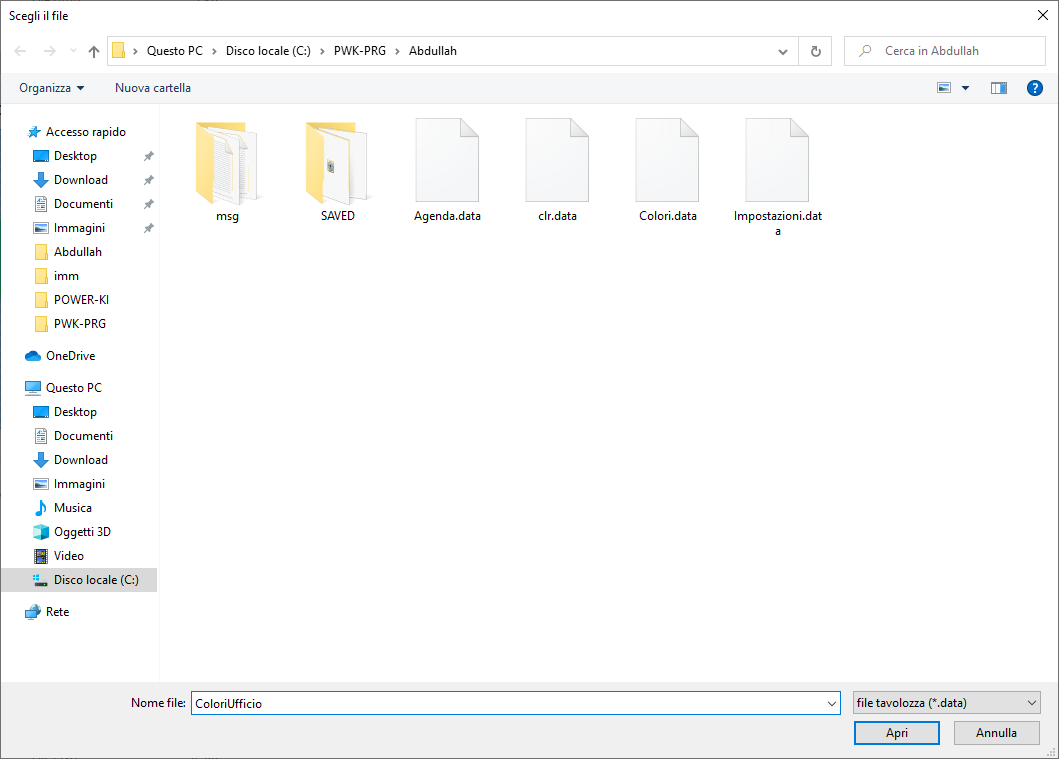 Scegli il file
Questo PC > Disco locale (C:) > PWK-PRG > Abdullah
Cerca in Abdullah
Organizza
Nuova cartella
?
Accesso rapido
Desktop
Download
Documenti
Immagini
Abdullah
imm
POWER-KI
PWK-PRG
OneDrive
Questo PC
Desktop
Documenti
Download
Immagini
Musica
Oggetti 3D
Video
Disco locale (C:)
Rete
msg
SAVED
Agenda.data
clr.data
Colori.data
Impostazioni.dat
a
Nome file:
ColoriUfficio
file tavolozza (*.data)
Apri
Annulla